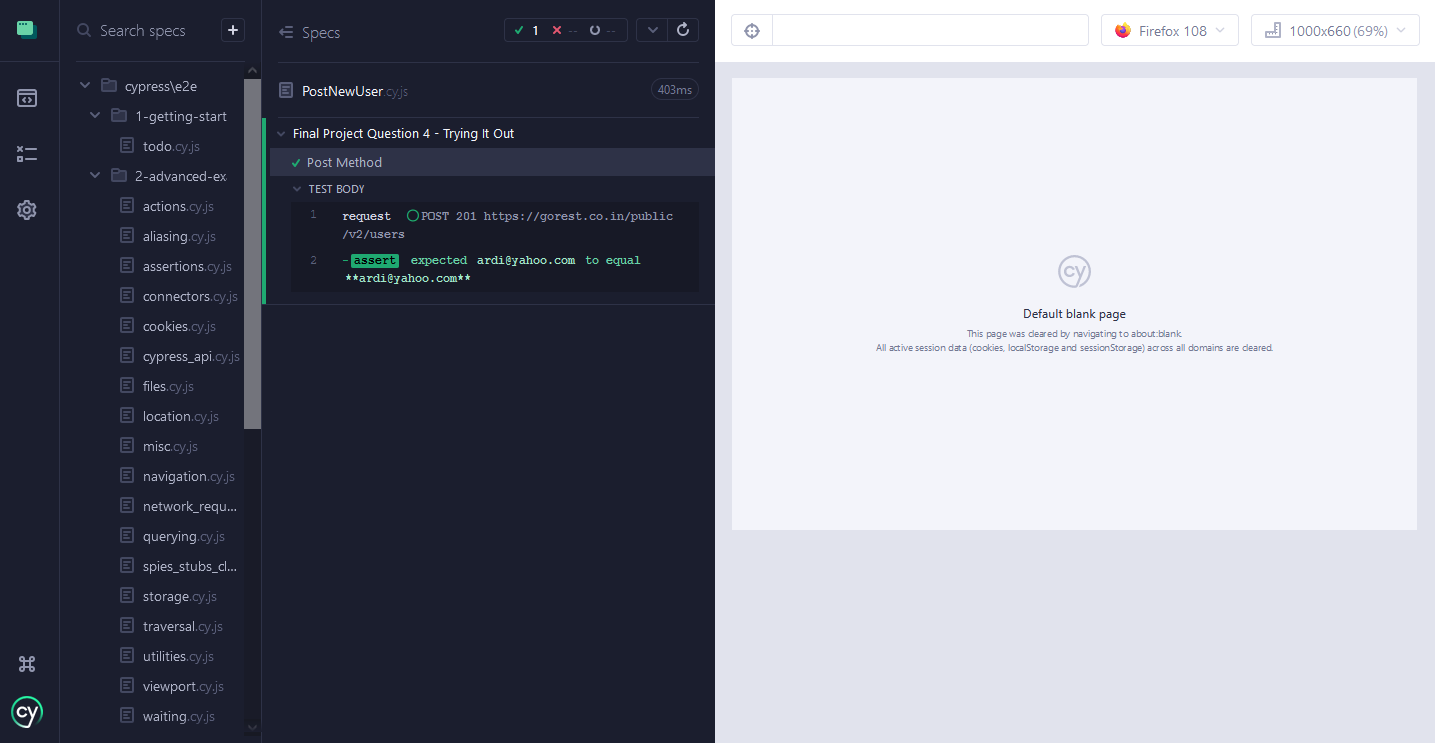 Search specs
+
cypress\e2e
1-getting-start
todo.cy.js
2-advanced-ex
actions.cy.js
aliasing.cy.js
assertions.cy.js
connectors.cy.js
cookies.cy.js
cypress_api.cy.js
files.cy.js
location.cy.js
misc.cy.js
navigation.cy.js
network_requ...
querying.cy.js
spies_stubs_cl...
storage.cy.js
traversal.cy.js
utilities.cy.js
viewport.cy.js
waiting.cy.js
cy
Specs
1 -- --
PostNewUser.cy.js 403ms
Final Project Question 4 - Trying It Out
Post Method
TEST BODY
1 request POST 201 https://gorest.co.in/public
/v2/users
2 -assert expected ardi@yahoo.com to equal
**ardi@yahoo.com**
Firefox 108
1000x660 (69%)
cy
Default blank page
This page was cleared by navigating to about:blank.
All active session data (cookies, localStorage and sessionStorage) across all domains are cleared.